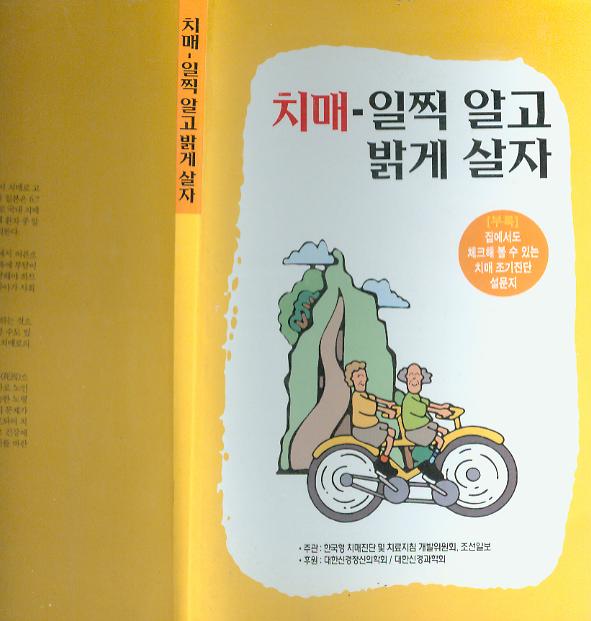 치매-일찍 알고 밝게 살자
치매-일찍 알고
밝게 살자
[부록]
집에서도
체크해 볼 수 있는
치매 조기진단
설문지
• 주관 : 한국형 치매진단 및 치료지침 개발위원회, 조선일보
• 후원 : 대한신경정신의학회 / 대한신경과학회